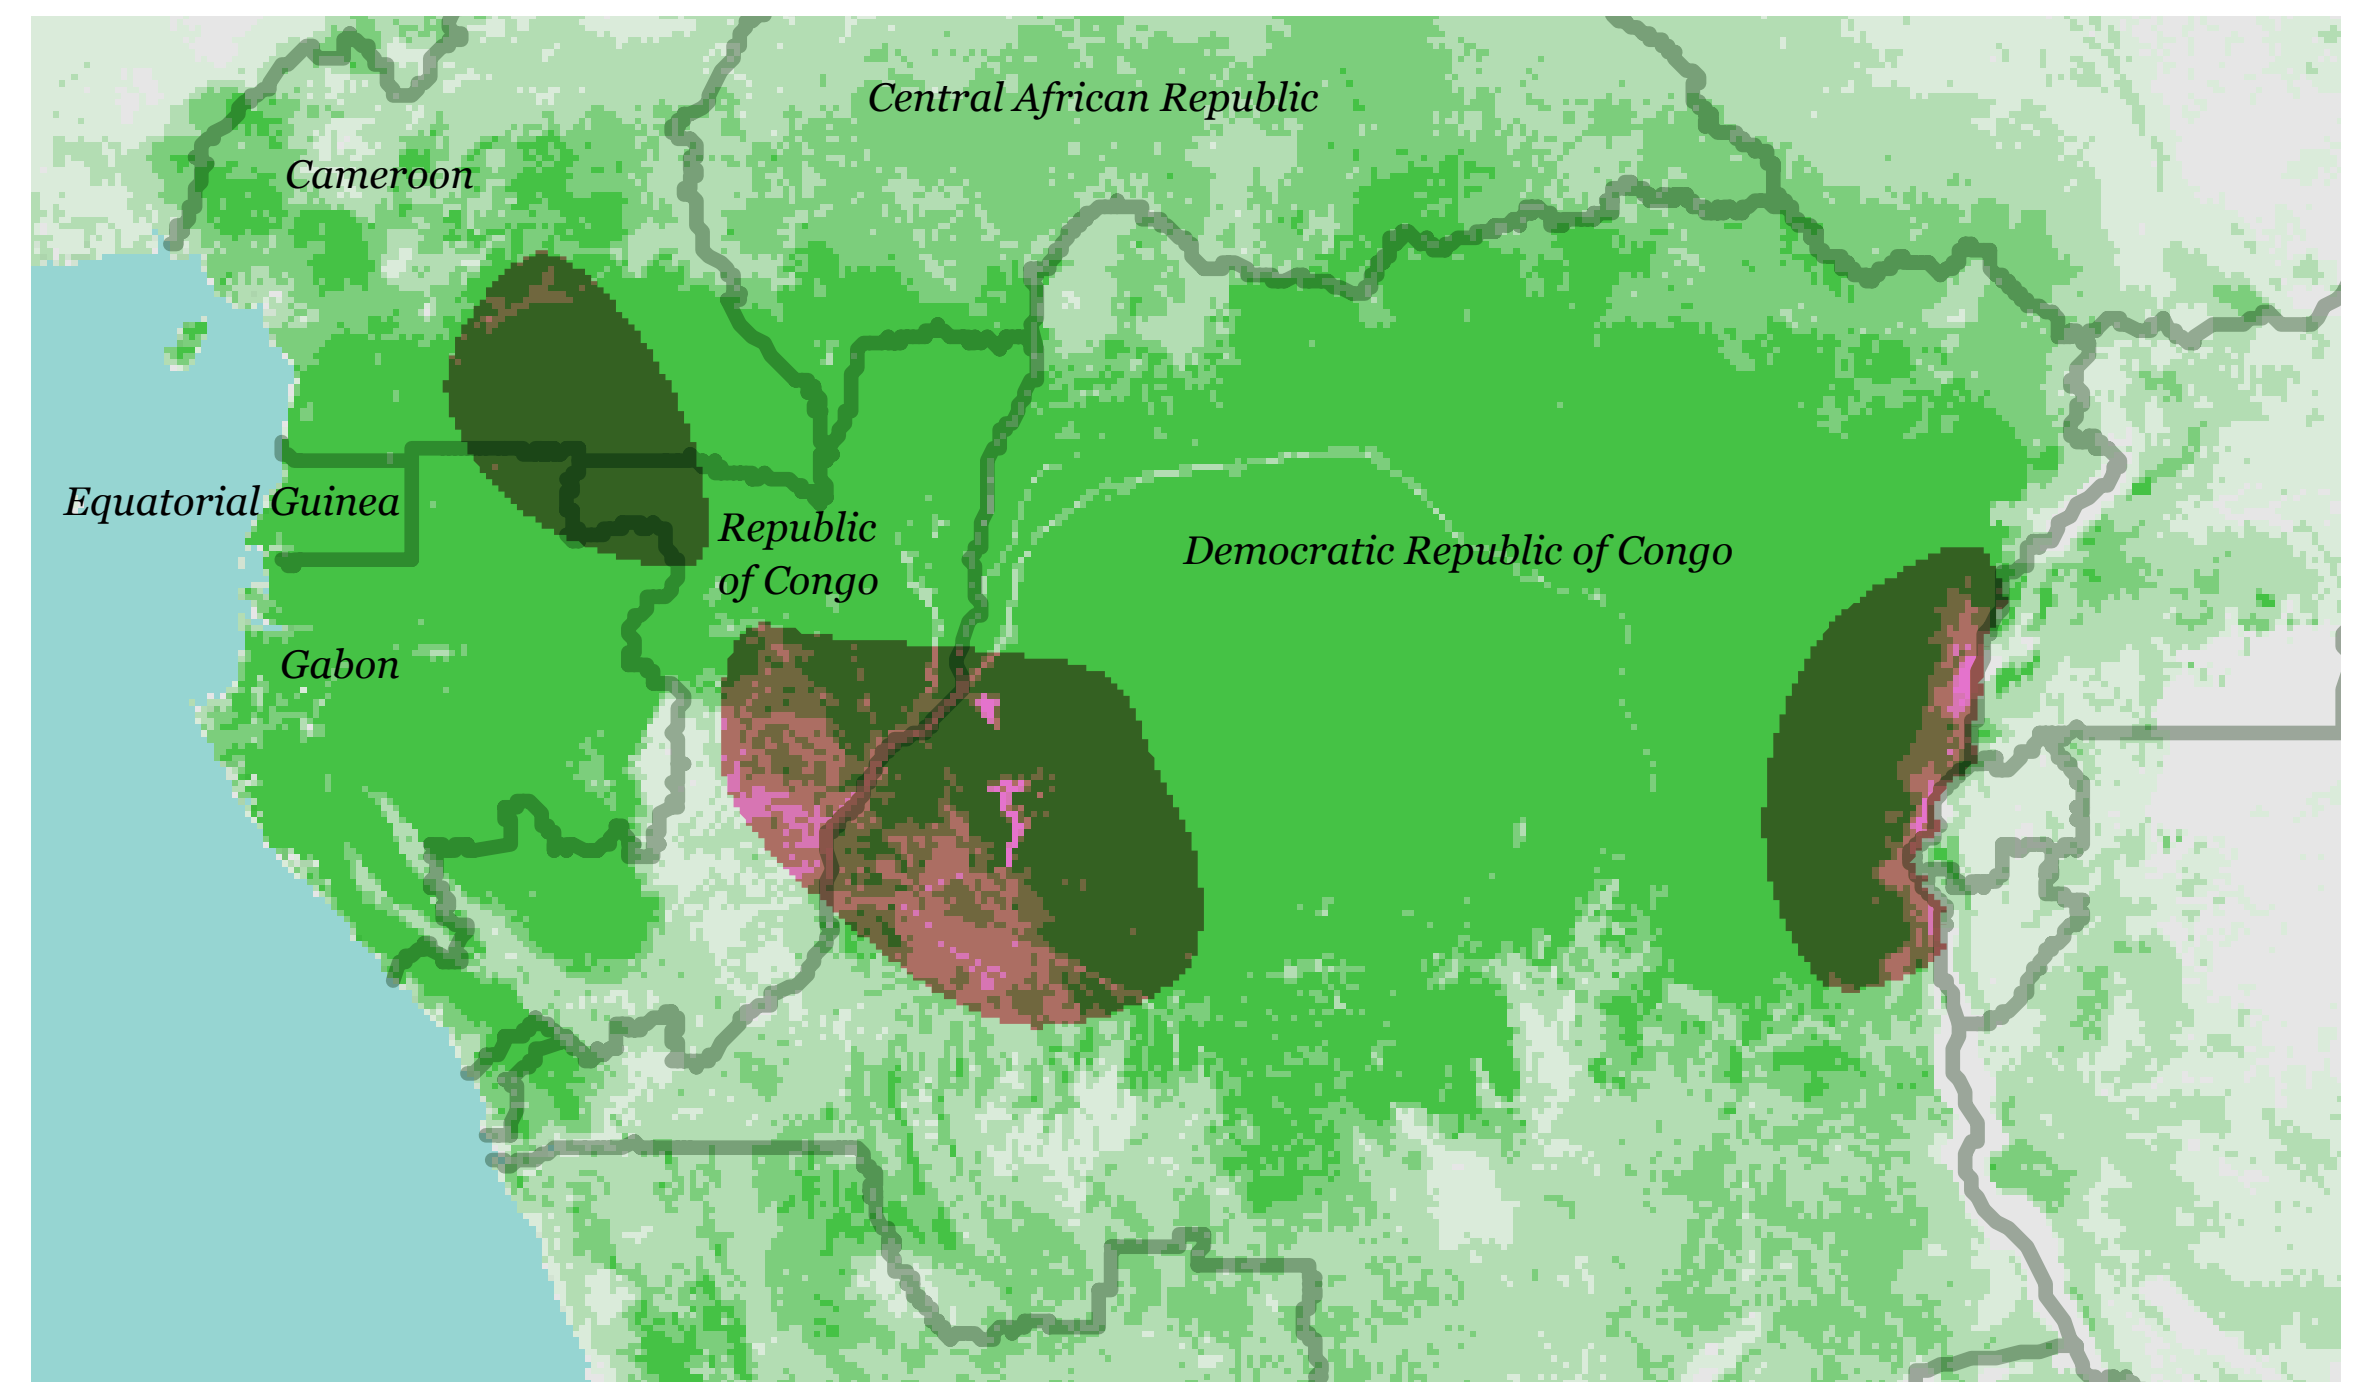 Central African Republic
Cameroon
Equatorial Guinea
Republic
of Congo
Democratic Republic of Congo
Gabon